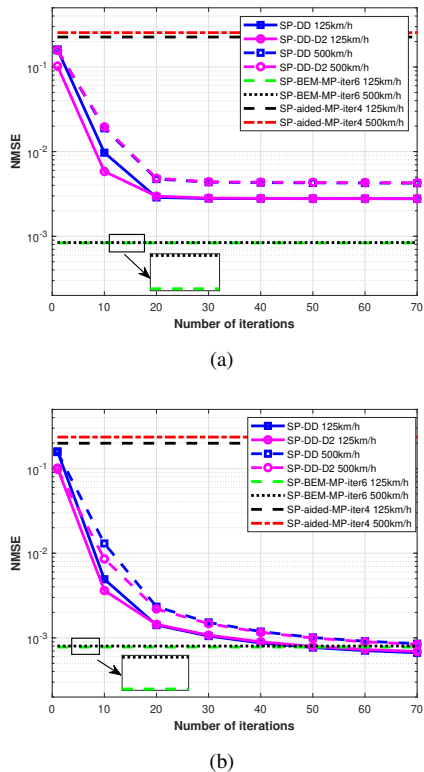 SP-DD 125km/h
SP-DD-D2 125km/h
SP-DD 500km/h
SP-DD-D2 500km/h
SP-BEM-MP-iter6 125km/h
SP-BEM-MP-iter6 500km/h
SP-aided-MP-iter4 125km/h
SP-aided-MP-iter4 500km/h
NMSE
10-1
10-2
10-3
0 10 20 30 40 50 60 70
Number of iterations
(a)
SP-DD 125km/h
SP-DD-D2 125km/h
SP-DD 500km/h
SP-DD-D2 500km/h
SP-BEM-MP-iter6 125km/h
SP-BEM-MP-iter6 500km/h
SP-aided-MP-iter4 125km/h
SP-aided-MP-iter4 500km/h
NMSE
10-1
10-2
10-3
0 10 20 30 40 50 60 70
Number of iterations
(b)